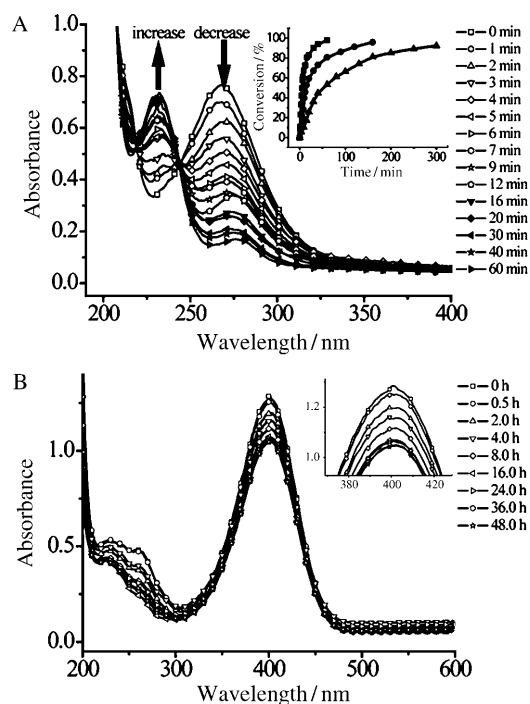 A
increase
decrease
Conversion / %
100
80
60
40
20
0
0
100
200
300
Time / min
0 min
1 min
2 min
3 min
4 min
5 min
6 min
7 min
9 min
12 min
16 min
20 min
30 min
40 min
60 min
Absorbance
1.0
0.8
0.6
0.4
0.2
0.0
200
250
300
350
400
Wavelength / nm
B
1.2
1.0
380
400
420
0 h
0.5 h
2.0 h
4.0 h
8.0 h
16.0 h
24.0 h
36.0 h
48.0 h
Absorbance
1.0
0.5
0.0
200
300
400
500
600
Wavelength / nm